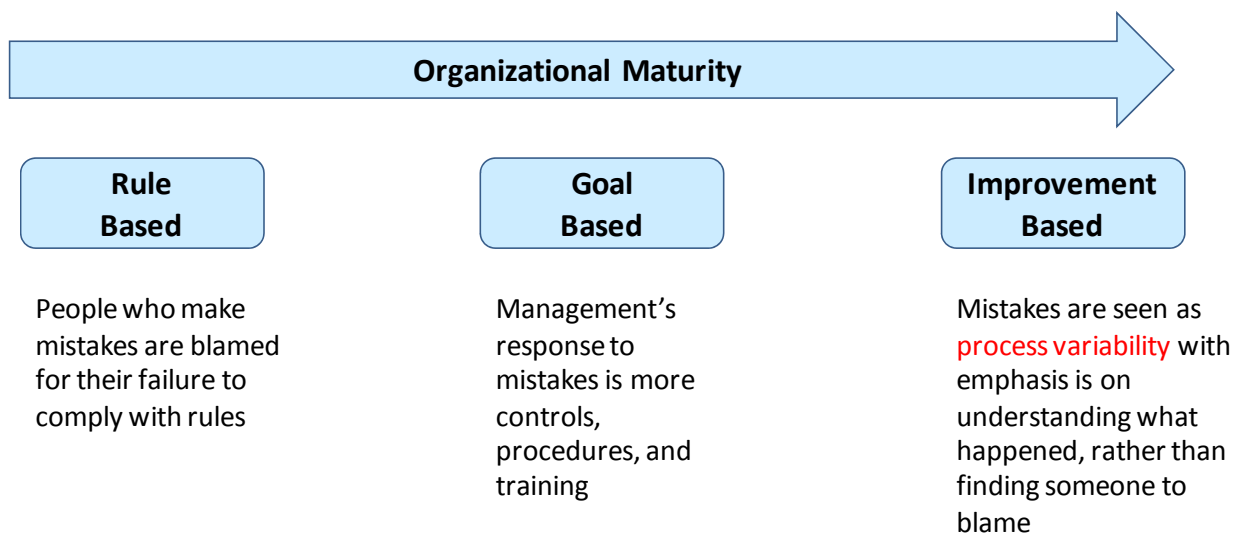 Organizational Maturity
Rule
Based
Goal
Based
Improvement
Based
People who make
mistakes are blamed
for their failure to
comply with rules
Management’s
response to
mistakes is more
controls,
procedures, and
training
Mistakes are seen as
process variability with
emphasis is on
understanding what
happened, rather than
finding someone to
blame